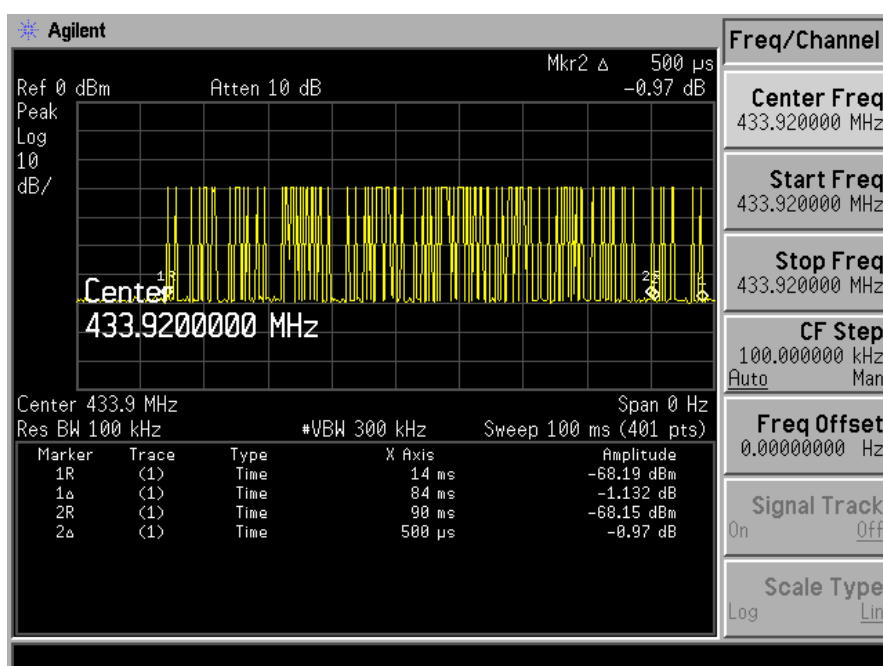 Agilent
Freq/Channel
Mkr2 Δ 500 µs
Ref 0 dBm Atten 10 dB -0.97 dB
Peak
Log
10
dB/
1R
2R
Center
433.9200000 MHz
Center 433.9 MHz Span 0 Hz
Res BW 100 kHz #VBW 300 kHz Sweep 100 ms (401 pts)
Marker Trace Type X Axis Amplitude
1R (1) Time 14 ms -68.19 dBm
1Δ (1) Time 84 ms -1.132 dB
2R (1) Time 90 ms -68.15 dBm
2Δ (1) Time 500 µs -0.97 dB
Center Freq
433.920000 MHz
Start Freq
433.920000 MHz
Stop Freq
433.920000 MHz
CF Step
100.000000 kHz
Auto Man
Freq Offset
0.00000000 Hz
Signal Track
On Off
Scale Type
Log Lin